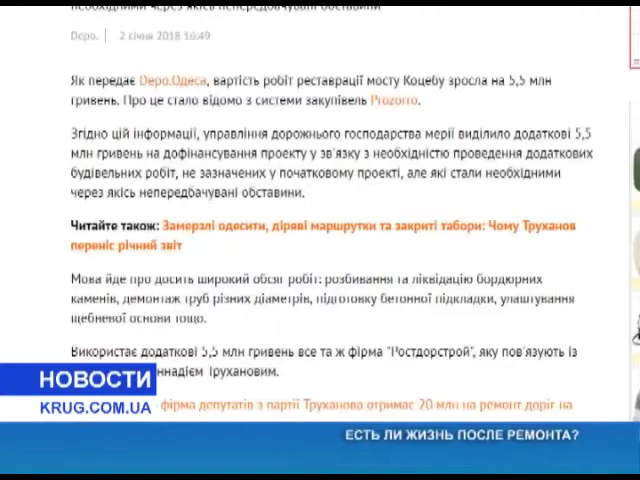 необхідними через якісь непередбачувані обставини
Depo. | 2 січня 2018 16:49
Як передає Depo.Одеса, вартість робіт реставрації мосту Коцебу зросла на 5,5 млн
гривень. Про це стало відомо з системи закупівель Prozorro.
Згідно цій інформації, управління дорожнього господарства мерії виділило додаткові 5,5
млн гривень на дофінансування проекту у зв'язку з необхідністю проведення додаткових
будівельних робіт, не зазначених у початковому проекті, але які стали необхідними
через якісь непередбачувані обставини.
Читайте також: Замерзлі одесити, діряві маршрутки та закриті табори: Чому Труханов
переніс річний звіт
Мова йде про досить широкий обсяг робіт: розбивання та ліквідацію бордюрних
каменів, демонтаж труб різних діаметрів, підготовку бетонної підкладки, улаштування
щебневої основи тощо.
Використає додаткові 5,5 млн гривень все та ж фірма "Ростдорстрой", яку пов'язують із
ннадієм Трухановим.
фірма депутатів з партії Труханова отримає 20 млн на ремонт доріг на
НОВОСТИ
KRUG.COM.UA
ЕСТЬ ЛИ ЖИЗНЬ ПОСЛЕ РЕМОНТА?